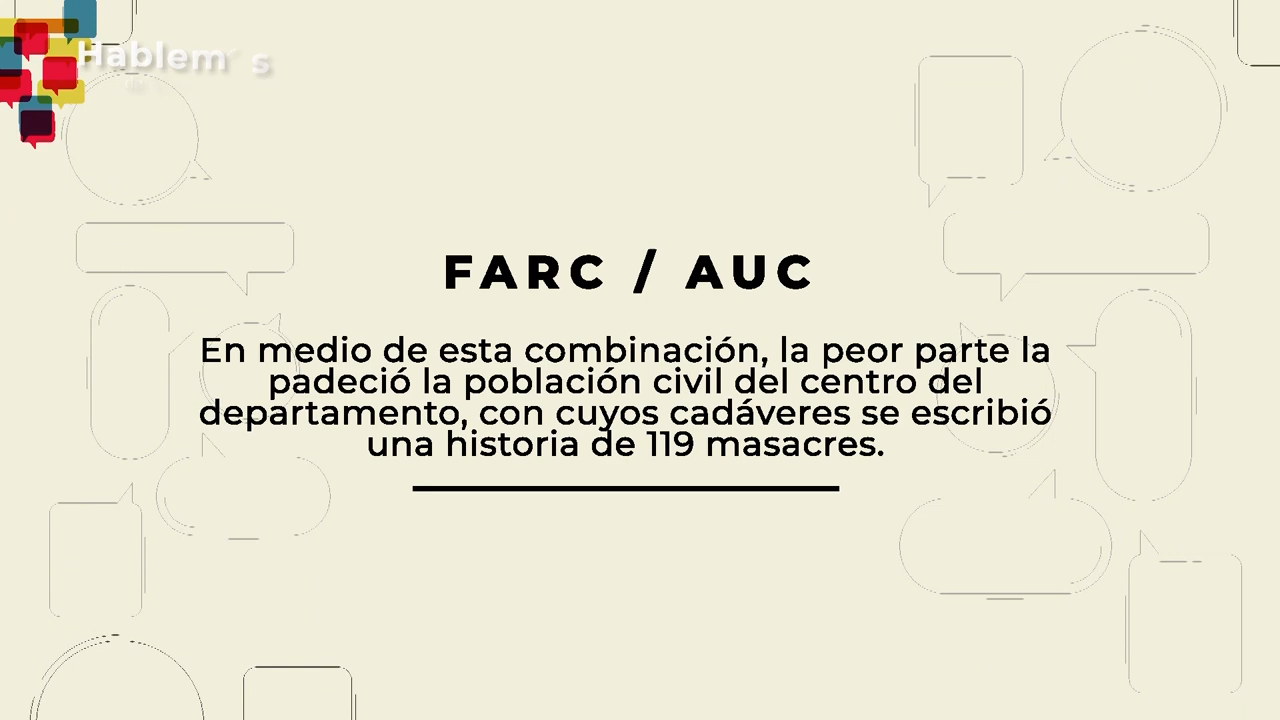 Hablem s
FARC / AUC
En medio de esta combinación, la peor parte la
padeció la población civil del centro del
departamento, con cuyos cadáveres se escribió
una historia de 119 masacres.